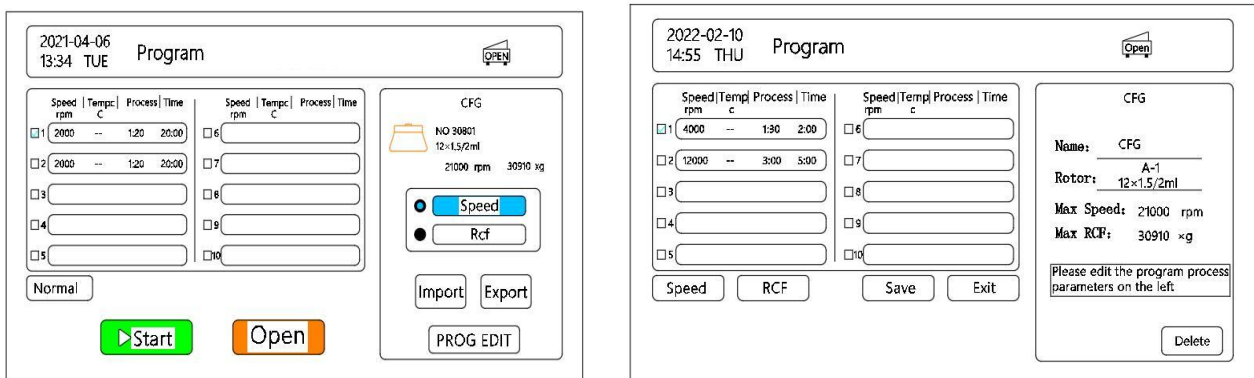 2021-04-06
13:34 TUE
Program
OPEN
Speed rpm | Tempc C | Process | Time
Speed rpm | Tempc C | Process | Time
1 2000 -- 1:20 20:00
2 2000 -- 1:20 20:00
3
4
5
6
7
8
9
10
CFG
NO 30801
12×1.5/2ml
21000 rpm 30910 xg
Speed
Rcf
Normal
Import
Export
Start
Open
PROG EDIT
2022-02-10
14:55 THU
Program
Open
Speed rpm | Temp c | Process | Time
Speed rpm | Temp c | Process | Time
1 4000 -- 1:30 2:00
2 12000 -- 3:00 5:00
3
4
5
6
7
8
9
10
Speed
RCF
Save
Exit
CFG
Name: CFG
Rotor: A-1
12×1.5/2ml
Max Speed: 21000 rpm
Max RCF: 30910 ×g
Please edit the program process
parameters on the left
Delete